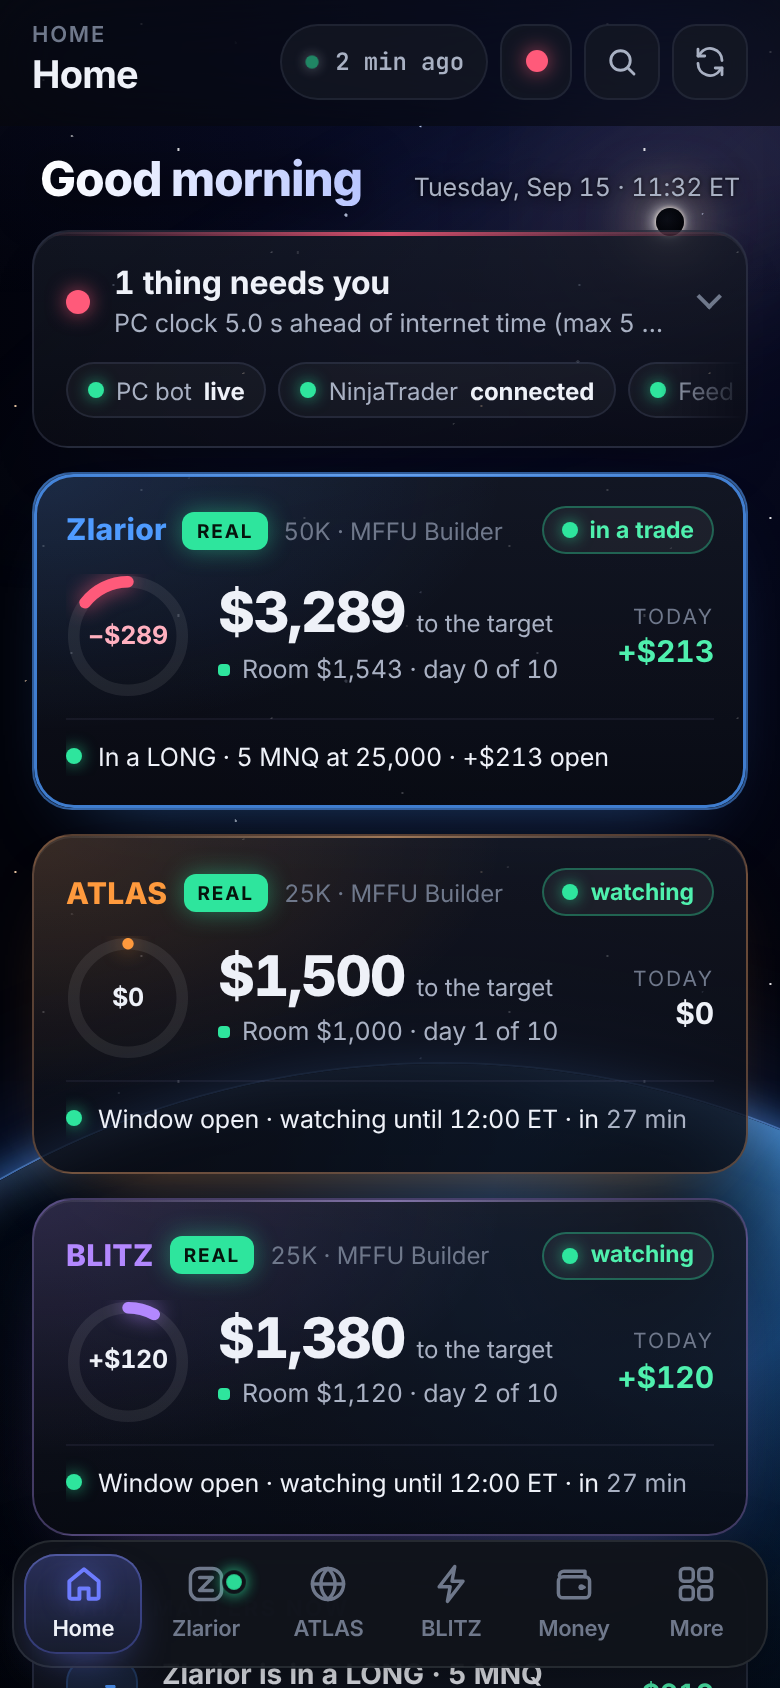 HOME
Home
2 min ago
Good morning
Tuesday, Sep 15 · 11:32 ET
1 thing needs you
PC clock 5.0 s ahead of internet time (max 5 ...
PC bot live
NinjaTrader connected
Feed
Zlarior REAL 50K · MFFU Builder in a trade
−$289
$3,289 to the target
Room $1,543 · day 0 of 10
TODAY
+$213
In a LONG · 5 MNQ at 25,000 · +$213 open
ATLAS REAL 25K · MFFU Builder watching
$0
$1,500 to the target
Room $1,000 · day 1 of 10
TODAY
$0
Window open · watching until 12:00 ET · in 27 min
BLITZ REAL 25K · MFFU Builder watching
+$120
$1,380 to the target
Room $1,120 · day 2 of 10
TODAY
+$120
Window open · watching until 12:00 ET · in 27 min
Home
Zlarior
ATLAS
BLITZ
Money
More
Zlarior is in a LONG · 5 MNQ